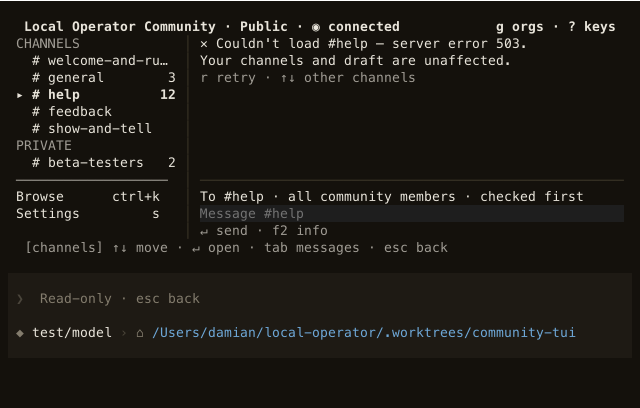 Local Operator Community · Public · ◉ connected g orgs · ? keys
CHANNELS
# welcome-and-ru…
# general 3
▸ # help 12
# feedback
# show-and-tell
PRIVATE
# beta-testers 2
Browse ctrl+k
Settings s
× Couldn't load #help — server error 503.
Your channels and draft are unaffected.
r retry · ↑↓ other channels
To #help · all community members · checked first
Message #help
↵ send · f2 info
[channels] ↑↓ move · ↵ open · tab messages · esc back
❯ Read-only · esc back
◆ test/model › ⌂ /Users/damian/local-operator/.worktrees/community-tui